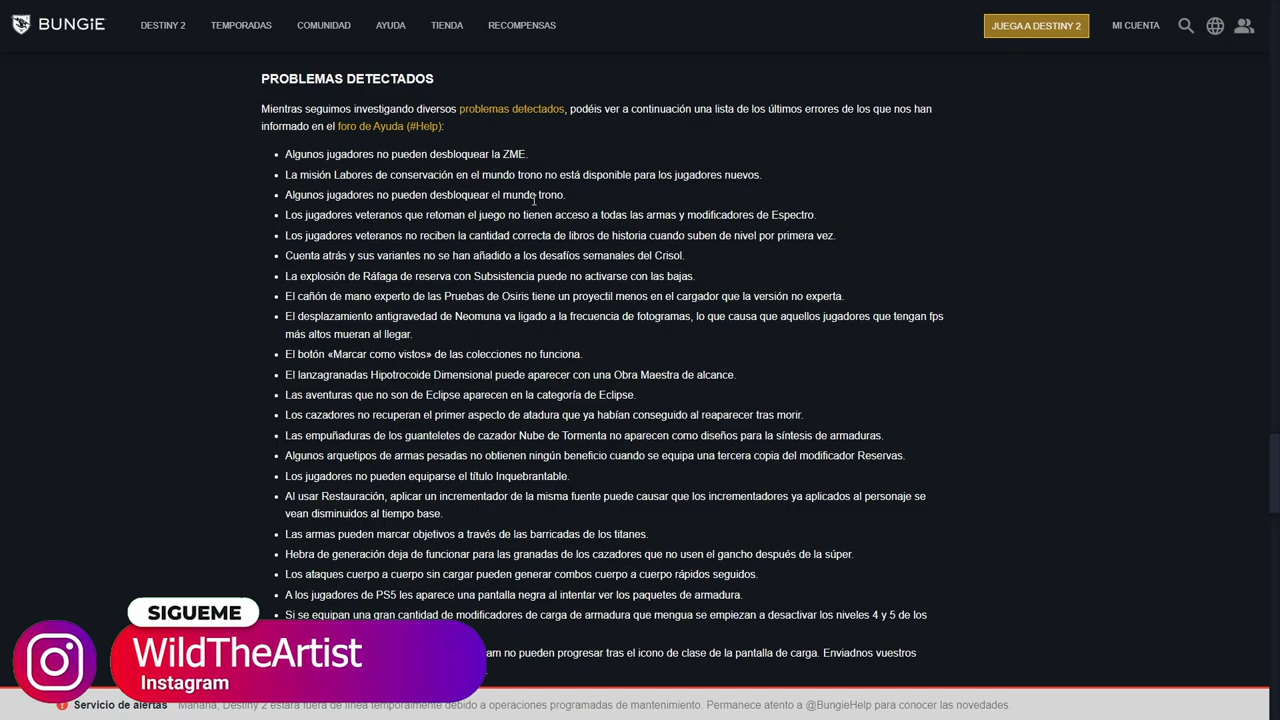 BUNGiE
DESTINY 2
TEMPORADAS
COMUNIDAD
AYUDA
TIENDA
RECOMPENSAS
JUEGA A DESTINY 2
MI CUENTA
PROBLEMAS DETECTADOS
Mientras seguimos investigando diversos problemas detectados, podéis ver a continuación una lista de los últimos errores de los que nos han
informado en el foro de Ayuda (#Help):
• Algunos jugadores no pueden desbloquear la ZME.
• La misión Labores de conservación en el mundo trono no está disponible para los jugadores nuevos.
• Algunos jugadores no pueden desbloquear el mundo trono.
• Los jugadores veteranos que retoman el juego no tienen acceso a todas las armas y modificadores de Espectro.
• Los jugadores veteranos no reciben la cantidad correcta de libros de historia cuando suben de nivel por primera vez.
• Cuenta atrás y sus variantes no se han añadido a los desafíos semanales del Crisol.
• La explosión de Ráfaga de reserva con Subsistencia puede no activarse con las bajas.
• El cañón de mano experto de las Pruebas de Osiris tiene un proyectil menos en el cargador que la versión no experta.
• El desplazamiento antigravedad de Neomuna va ligado a la frecuencia de fotogramas, lo que causa que aquellos jugadores que tengan fps
más altos mueran al llegar.
• El botón «Marcar como vistos» de las colecciones no funciona.
• El lanzagranadas Hipotrocoide Dimensional puede aparecer con una Obra Maestra de alcance.
• Las aventuras que no son de Eclipse aparecen en la categoría de Eclipse.
• Los cazadores no recuperan el primer aspecto de atadura que ya habían conseguido al reaparecer tras morir.
• Las empuñaduras de los guanteletes de cazador Nube de Tormenta no aparecen como diseños para la síntesis de armaduras.
• Algunos arquetipos de armas pesadas no obtienen ningún beneficio cuando se equipa una tercera copia del modificador Reservas.
• Los jugadores no pueden equiparse el título Inquebrantable.
• Al usar Restauración, aplicar un incrementador de la misma fuente puede causar que los incrementadores ya aplicados al personaje se
vean disminuidos al tiempo base.
• Las armas pueden marcar objetivos a través de las barricadas de los titanes.
• Hebra de generación deja de funcionar para las granadas de los cazadores que no usen el gancho después de la súper.
• Los ataques cuerpo a cuerpo sin cargar pueden generar combos cuerpo a cuerpo rápidos seguidos.
• A los jugadores de PS5 les aparece una pantalla negra al intentar ver los paquetes de armadura.
• Si se equipan una gran cantidad de modificadores de carga de armadura que mengua se empiezan a desactivar los niveles 4 y 5 de los
am no pueden progresar tras el icono de clase de la pantalla de carga. Enviadnos vuestros
SIGUEME
WildTheArtist
Instagram
Servicio de alertas
Mañana, Destiny 2 estará fuera de línea temporalmente debido a operaciones programadas de mantenimiento. Permanece atento a @BungieHelp para conocer las novedades.